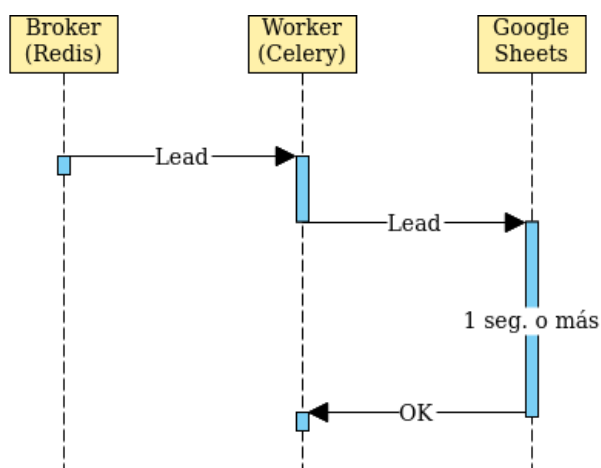 Broker
(Redis)
Worker
(Celery)
Google
Sheets
Lead
Lead
1 seg. o más
OK